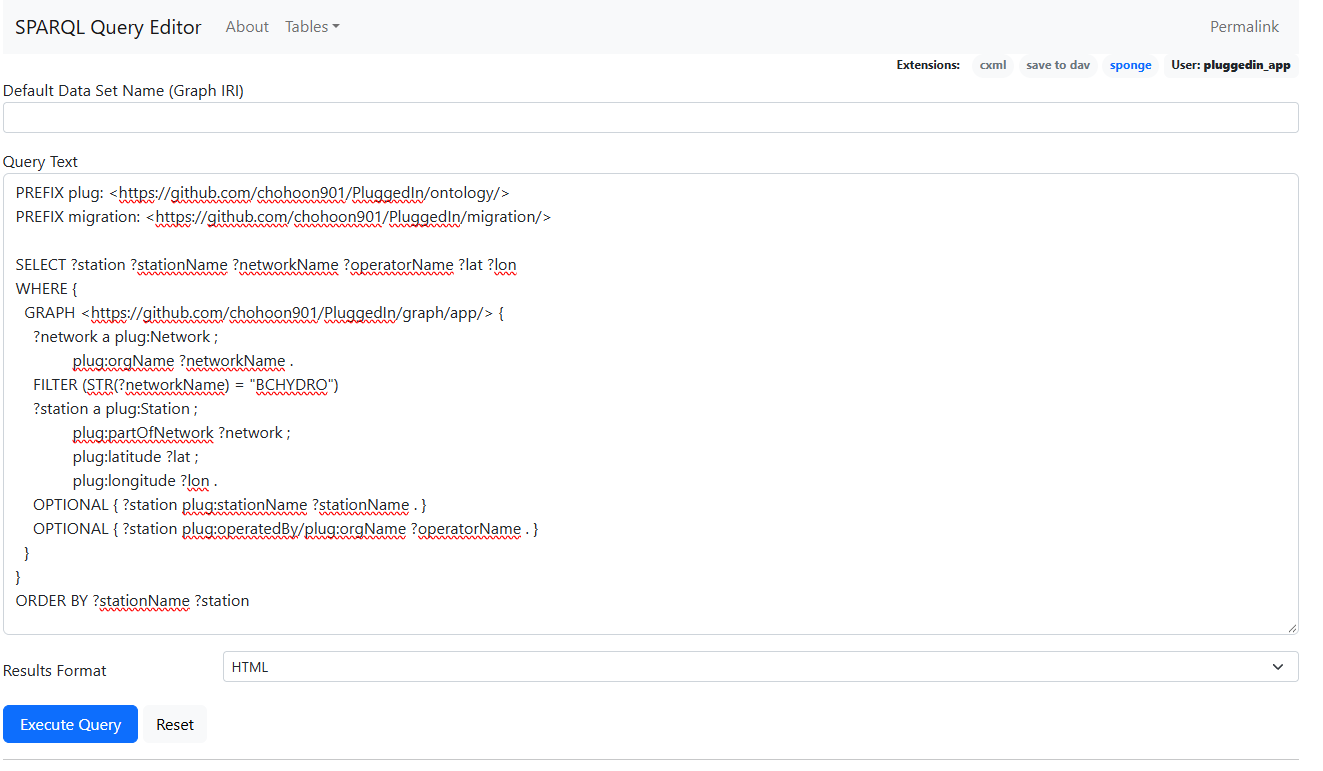 SPARQL Query Editor About Tables Permalink
Extensions: cxml save to dav sponge User: pluggedin_app
Default Data Set Name (Graph IRI)
Query Text
PREFIX plug: <https://github.com/chohoon901/PluggedIn/ontology/>
PREFIX migration: <https://github.com/chohoon901/PluggedIn/migration/>
SELECT ?station ?stationName ?networkName ?operatorName ?lat ?lon
WHERE {
GRAPH <https://github.com/chohoon901/PluggedIn/graph/app/> {
?network a plug:Network ;
plug:orgName ?networkName .
FILTER (STR(?networkName) = "BCHYDRO")
?station a plug:Station ;
plug:partOfNetwork ?network ;
plug:latitude ?lat ;
plug:longitude ?lon .
OPTIONAL { ?station plug:stationName ?stationName . }
OPTIONAL { ?station plug:operatedBy/plug:orgName ?operatorName . }
}
}
ORDER BY ?stationName ?station
Results Format HTML
Execute Query Reset